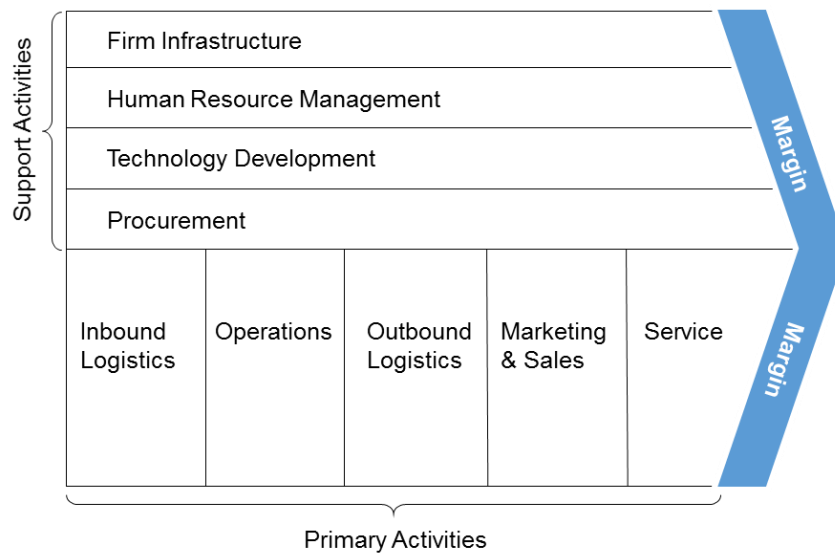 Support Activities
Firm Infrastructure
Human Resource Management
Technology Development
Procurement
Margin
Inbound
Logistics
Operations
Outbound
Logistics
Marketing
& Sales
Service
Margin
Primary Activities